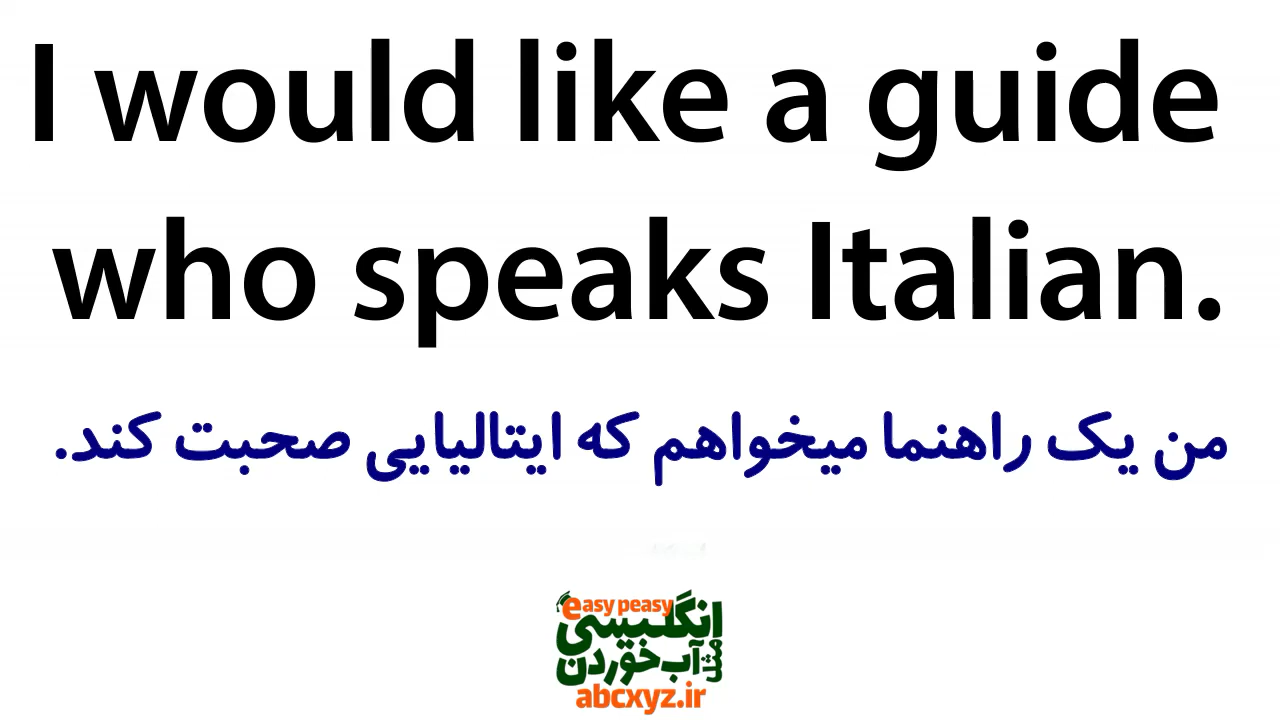 I would like a guide
who speaks Italian.
من یک راهنما میخواهم که ایتالیایی صحبت کند.
easy peasy
انگلیسی
مثل آب خوردن
abcxyz.ir